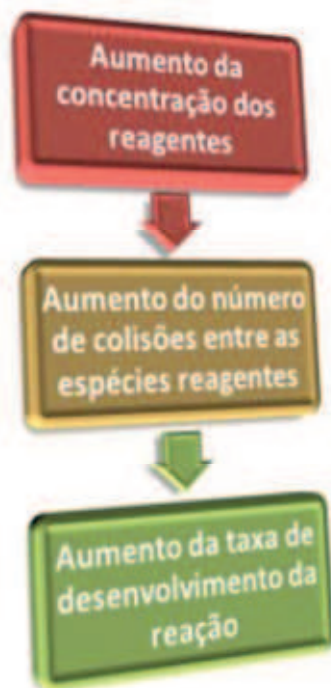 Aumento da
concentração dos
reagentes
Aumento do número
de colisões entre as
espécies reagentes
Aumento da taxa de
desenvolvimento da
reação